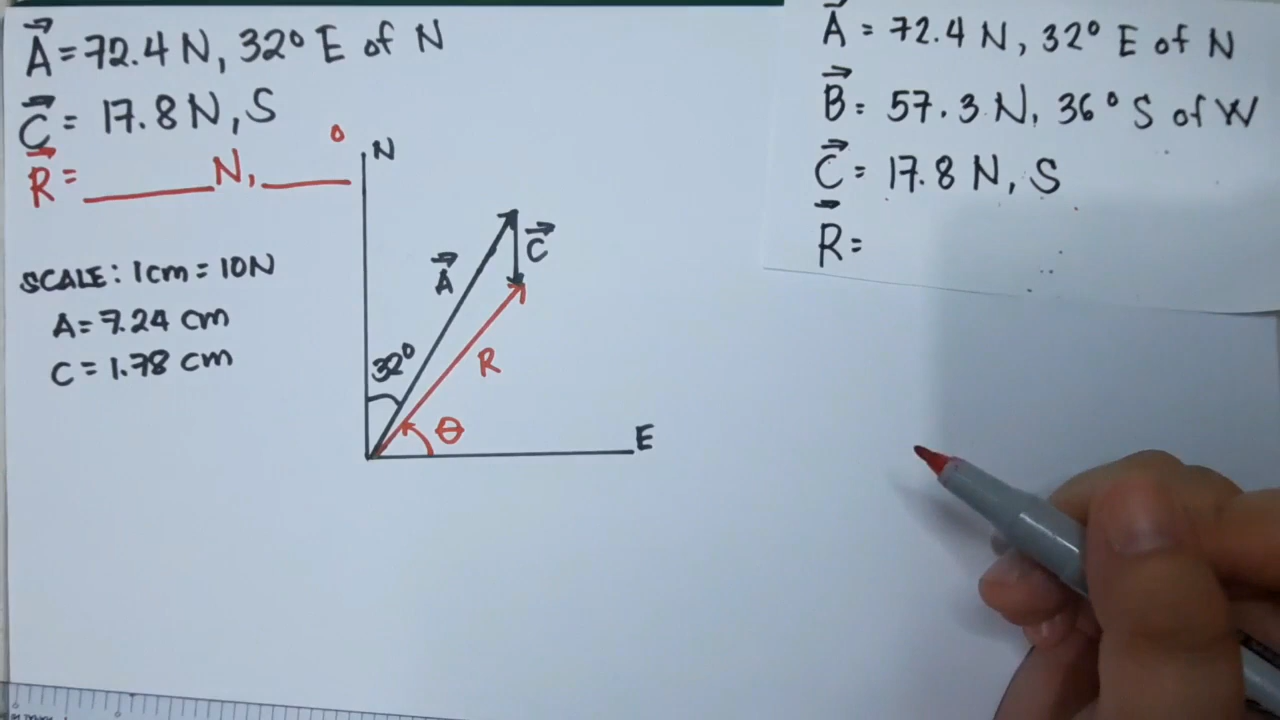 A = 72.4 N, 32° E of N
C = 17.8 N, S
R = ______ N, ____°
SCALE: 1cm = 10N
A = 7.24 cm
C = 1.78 cm
N
A
C
32°
R
θ
E
A = 72.4 N, 32° E of N
B = 57.3 N, 36° S of W
C = 17.8 N, S
R =